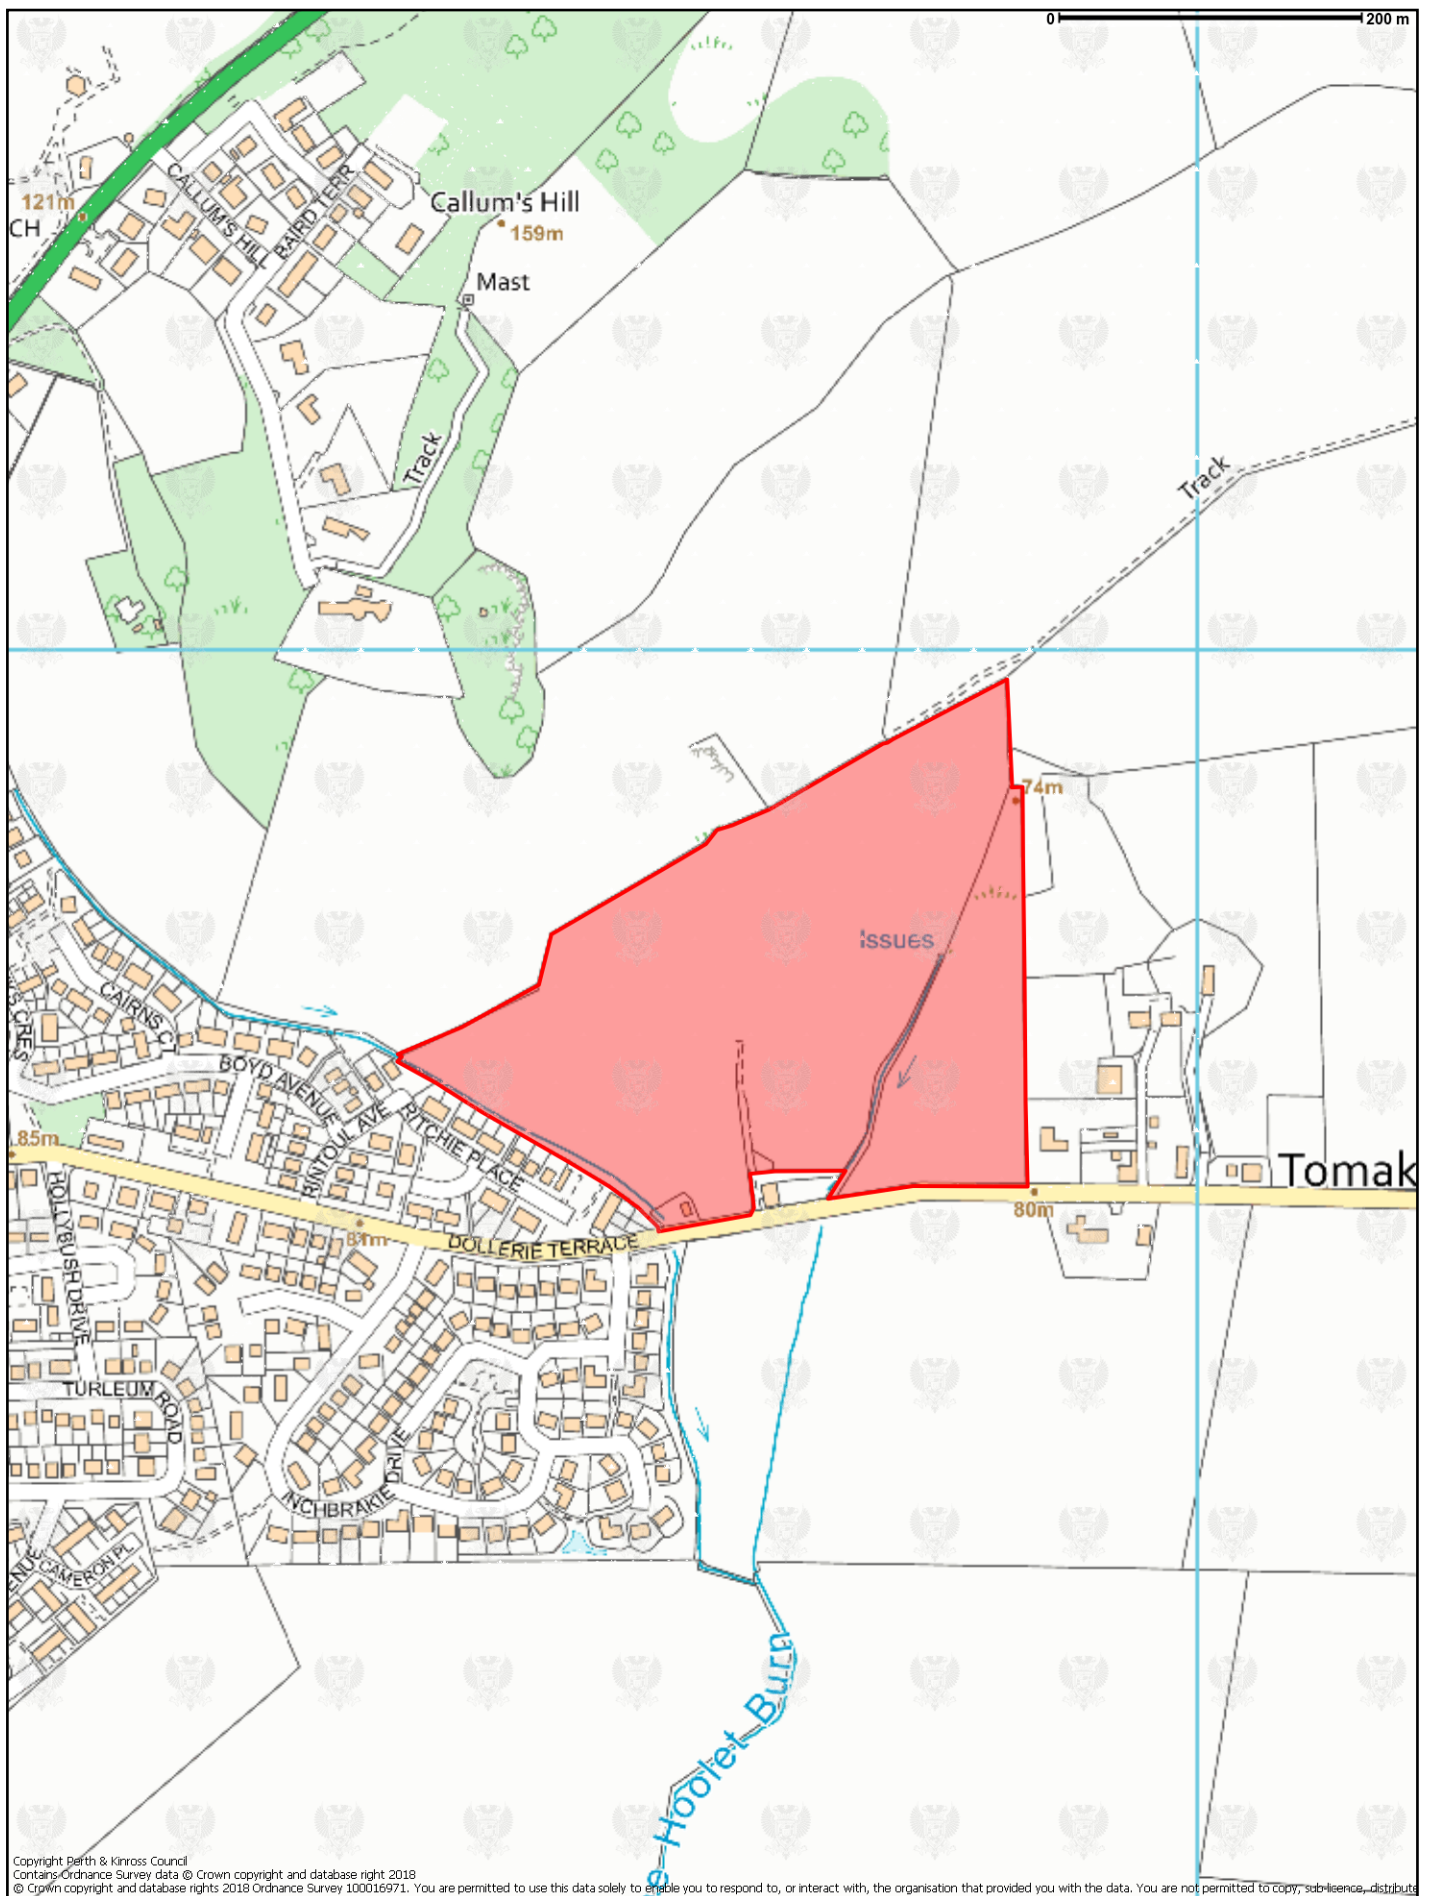 0 200 m
CALLUM'S HILL
BAIRD TERR
121m
CH
Callum's Hill
159m
Mast
Track
Track
74m
Issues
CAIRNS CT
S CRES
BOYD AVENUE
RINTOUL AVE
RITCHIE PLACE
85m
HOLLYBUSH DRIVE
81m
DOLLERIE TERRACE
80m
Tomak
TURLEUM ROAD
INCHBRAKIE DRIVE
ENUE
CAMERON PL
e Hoolet Burn
Copyright Perth & Kinross Council
Contains Ordnance Survey data © Crown copyright and database right 2018
© Crown copyright and database rights 2018 Ordnance Survey 100016971. You are permitted to use this data solely to enable you to respond to, or interact with, the organisation that provided you with the data. You are not permitted to copy, sub-licence, distribute